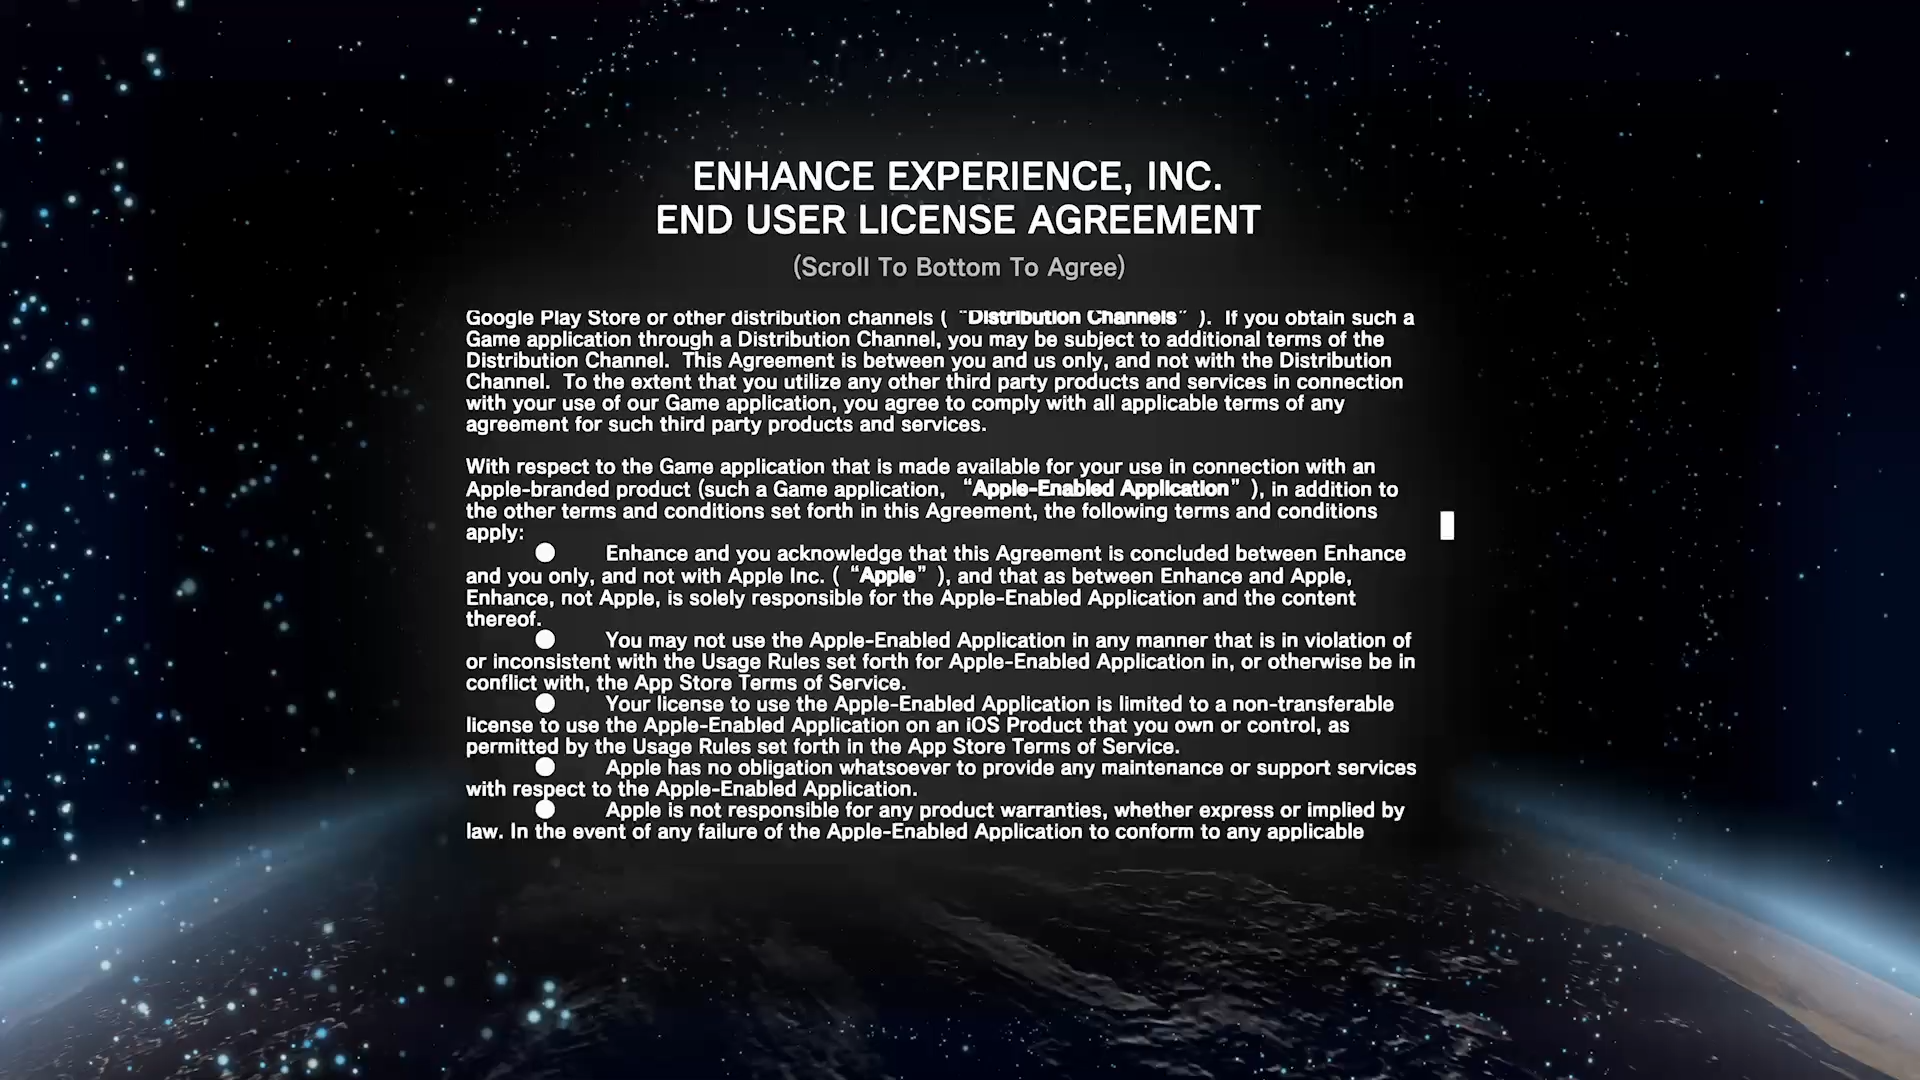 ENHANCE EXPERIENCE, INC.
END USER LICENSE AGREEMENT
(Scroll To Bottom To Agree)
Google Play Store or other distribution channels ( “Distribution Channels” ).  If you obtain such a
Game application through a Distribution Channel, you may be subject to additional terms of the
Distribution Channel.  This Agreement is between you and us only, and not with the Distribution
Channel.  To the extent that you utilize any other third party products and services in connection
with your use of our Game application, you agree to comply with all applicable terms of any
agreement for such third party products and services.
With respect to the Game application that is made available for your use in connection with an
Apple-branded product (such a Game application,  “Apple-Enabled Application” ), in addition to
the other terms and conditions set forth in this Agreement, the following terms and conditions
apply:
● Enhance and you acknowledge that this Agreement is concluded between Enhance
and you only, and not with Apple Inc. ( “Apple” ), and that as between Enhance and Apple,
Enhance, not Apple, is solely responsible for the Apple-Enabled Application and the content
thereof.
● You may not use the Apple-Enabled Application in any manner that is in violation of
or inconsistent with the Usage Rules set forth for Apple-Enabled Application in, or otherwise be in
conflict with, the App Store Terms of Service.
● Your license to use the Apple-Enabled Application is limited to a non-transferable
license to use the Apple-Enabled Application on an iOS Product that you own or control, as
permitted by the Usage Rules set forth in the App Store Terms of Service.
● Apple has no obligation whatsoever to provide any maintenance or support services
with respect to the Apple-Enabled Application.
● Apple is not responsible for any product warranties, whether express or implied by
law. In the event of any failure of the Apple-Enabled Application to conform to any applicable